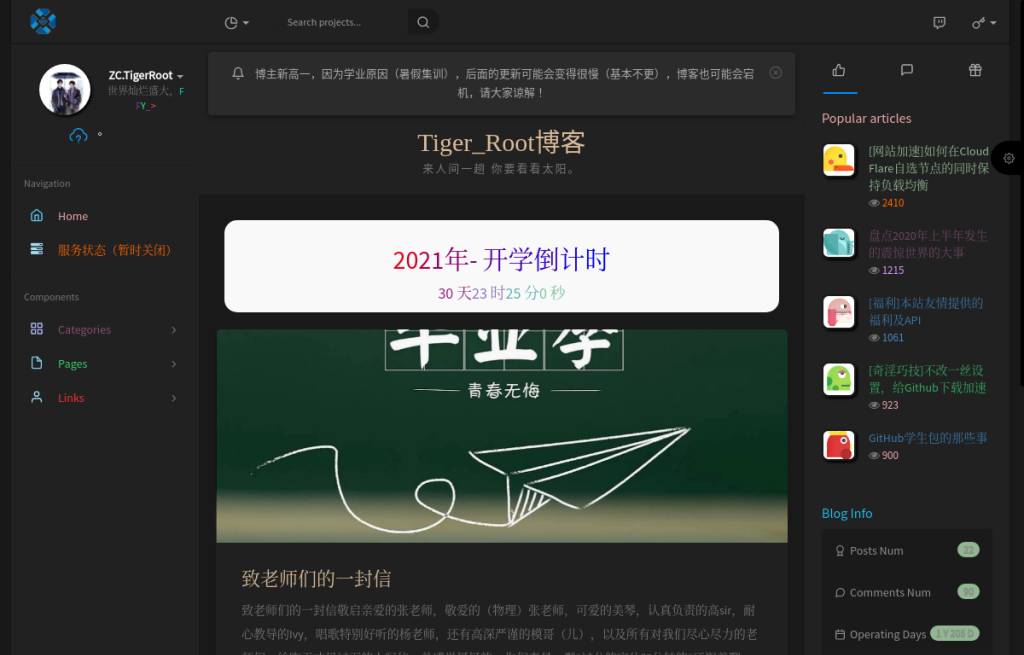 Search projects...
ZC.TigerRoot
世界灿烂盛大，F
FY_>
Navigation
Home
服务状态（暂时关闭）
Components
Categories
Pages
Links
博主新高一，因为学业原因（暑假集训），后面的更新可能会变得很慢（基本不更），博客也可能会宕
机，请大家谅解！
Tiger_Root博客
来人间一趟 你要看看太阳。
2021年- 开学倒计时
30 天23 时25 分0 秒
毕业季
青春无悔
致老师们的一封信
致老师们的一封信敬启亲爱的张老师，敬爱的（物理）张老师，可爱的美琴，认真负责的高sir，耐
心教导的Ivy，唱歌特别好听的杨老师，还有高深严谨的模哥（儿），以及所有对我们尽心尽力的老
Popular articles
[网站加速]如何在Cloud
Flare自选节点的同时保
持负载均衡
2410
盘点2020年上半年发生
的震惊世界的大事
1215
[福利]本站友情提供的
福利及API
1061
[奇淫巧技]不改一丝设
置，给Github下载加速
923
GitHub学生包的那些事
900
Blog Info
Posts Num
22
Comments Num
90
Operating Days
1 Y 205 D